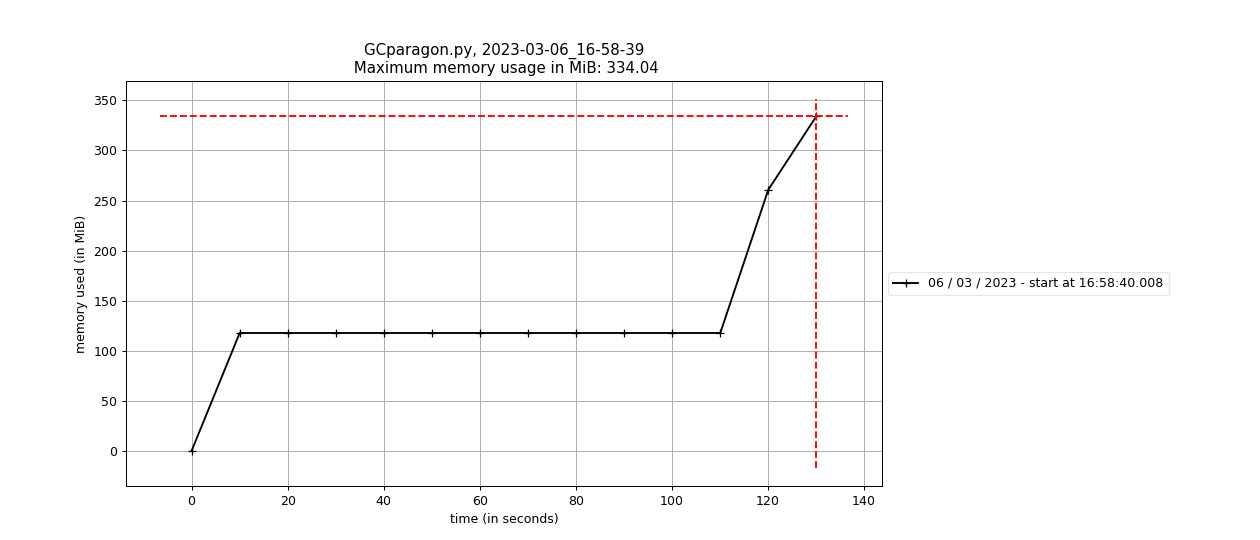 GCparagon.py, 2023-03-06_16-58-39
Maximum memory usage in MiB: 334.04
350
300
250
200
150
100
50
0
memory used (in MiB)
0 20 40 60 80 100 120 140
time (in seconds)
06 / 03 / 2023 - start at 16:58:40.008